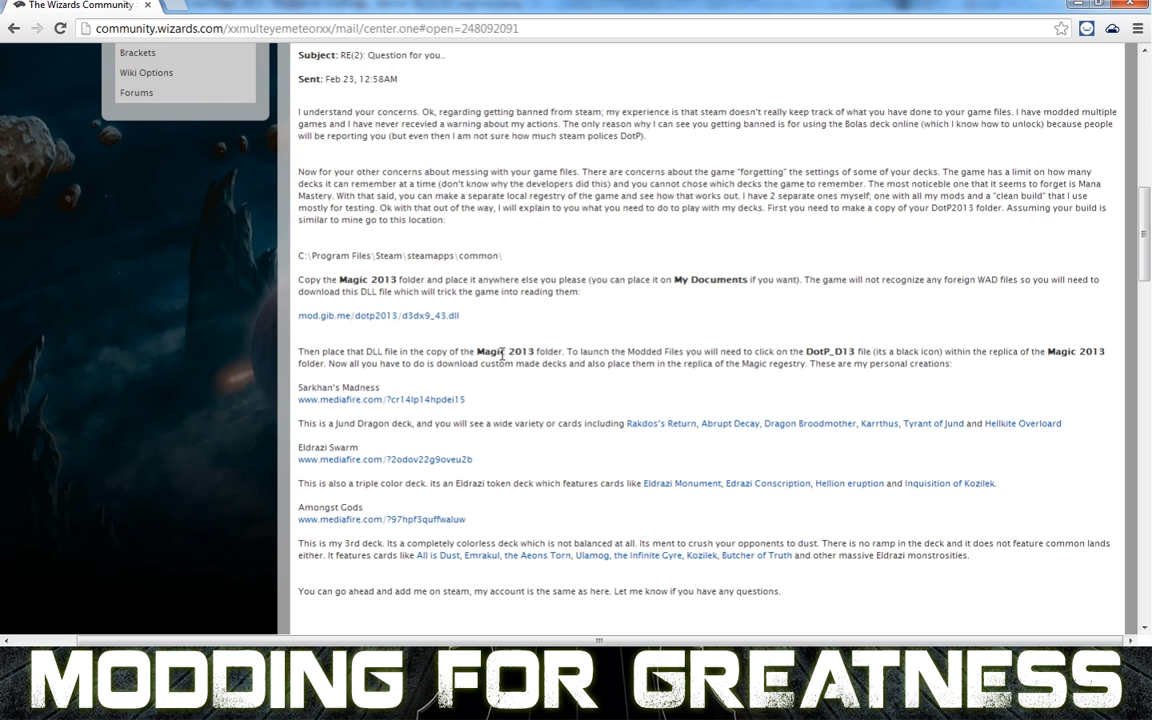 The Wizards Community
community.wizards.com/xxmulteyemeteorxx/mail/center.one#open=248092091
Brackets
Wiki Options
Forums
Subject: RE(2): Question for you..
Sent: Feb 23, 12:58AM
I understand your concerns. Ok, regarding getting banned from steam; my experience is that steam doesn't really keep track of what you have done to your game files. I have modded multiple
games and I have never recevied a warning about my actions. The only reason why I can see you getting banned is for using the Bolas deck online (which I know how to unlock) because people
will be reporting you (but even then I am not sure how much steam polices DotP).
Now for your other concerns about messing with your game files. There are concerns about the game "forgetting" the settings of some of your decks. The game has a limit on how many
decks it can remember at a time (don't know why the developers did this) and you cannot chose which decks the game to remember. The most noticeble one that it seems to forget is Mana
Mastery. With that said, you can make a separate local regestry of the game and see how that works out. I have 2 separate ones myself; one with all my mods and a "clean build" that I use
mostly for testing. Ok with that out of the way, I will explain to you what you need to do to play with my decks. First you need to make a copy of your DotP2013 folder. Assuming your build is
similar to mine go to this location:
C:\Program Files\Steam\steamapps\common\
Copy the Magic 2013 folder and place it anywhere else you please (you can place it on My Documents if you want). The game will not recognize any foreign WAD files so you will need to
download this DLL file which will trick the game into reading them:
mod.gib.me/dotp2013/d3dx9_43.dll
Then place that DLL file in the copy of the Magic 2013 folder. To launch the Modded Files you will need to click on the DotP_D13 file (its a black icon) within the replica of the Magic 2013
folder. Now all you have to do is download custom made decks and also place them in the replica of the Magic regestry. These are my personal creations:
Sarkhan's Madness
www.mediafire.com/?cr14lp14hpdei15
This is a Jund Dragon deck, and you will see a wide variety or cards including Rakdos's Return, Abrupt Decay, Dragon Broodmother, Karrthus, Tyrant of Jund and Hellkite Overloard
Eldrazi Swarm
www.mediafire.com/?2odov22g9oveu2b
This is also a triple color deck. its an Eldrazi token deck which features cards like Eldrazi Monument, Edrazi Conscription, Hellion eruption and Inquisition of Kozilek.
Amongst Gods
www.mediafire.com/?97hpf3quffwaluw
This is my 3rd deck. Its a completely colorless deck which is not balanced at all. Its ment to crush your opponents to dust. There is no ramp in the deck and it does not feature common lands
either. It features cards like All is Dust, Emrakul, the Aeons Torn, Ulamog, the Infinite Gyre, Kozilek, Butcher of Truth and other massive Eldrazi monstrosities.
You can go ahead and add me on steam, my account is the same as here. Let me know if you have any questions.
MODDING FOR GREATNESS